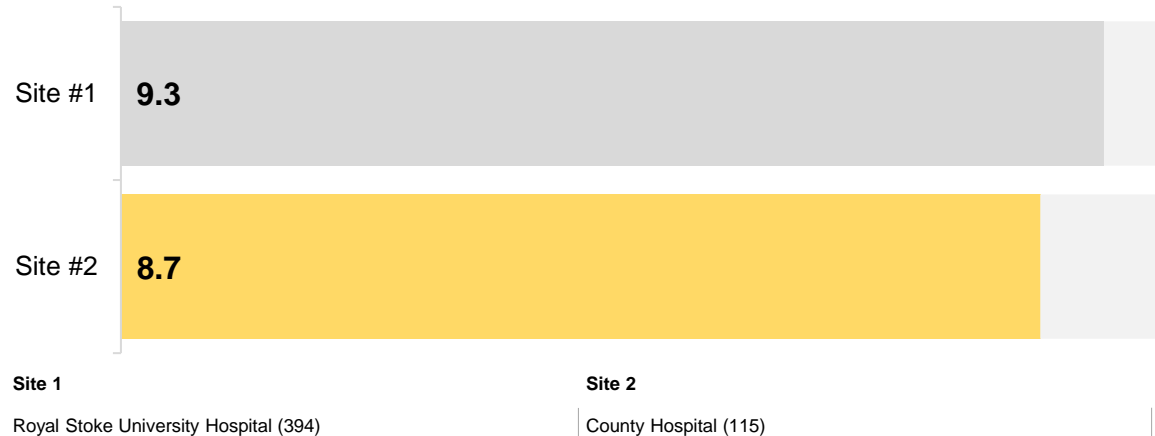 Site #1 9.3
Site #2 8.7
Site 1 Site 2
Royal Stoke University Hospital (394) County Hospital (115)